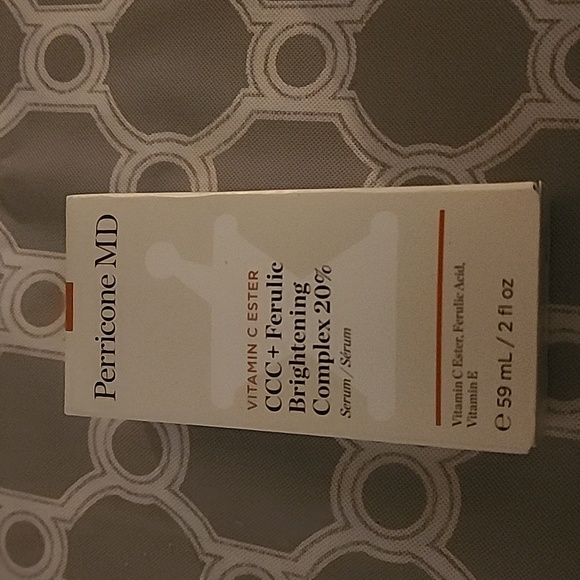 Perricone MD
VITAMIN C ESTER
CCC+ Ferulic
Brightening
Complex 20%
Serum / Sérum
Vitamin C Ester, Ferulic Acid,
Vitamin E
℮ 59 mL / 2 fl oz